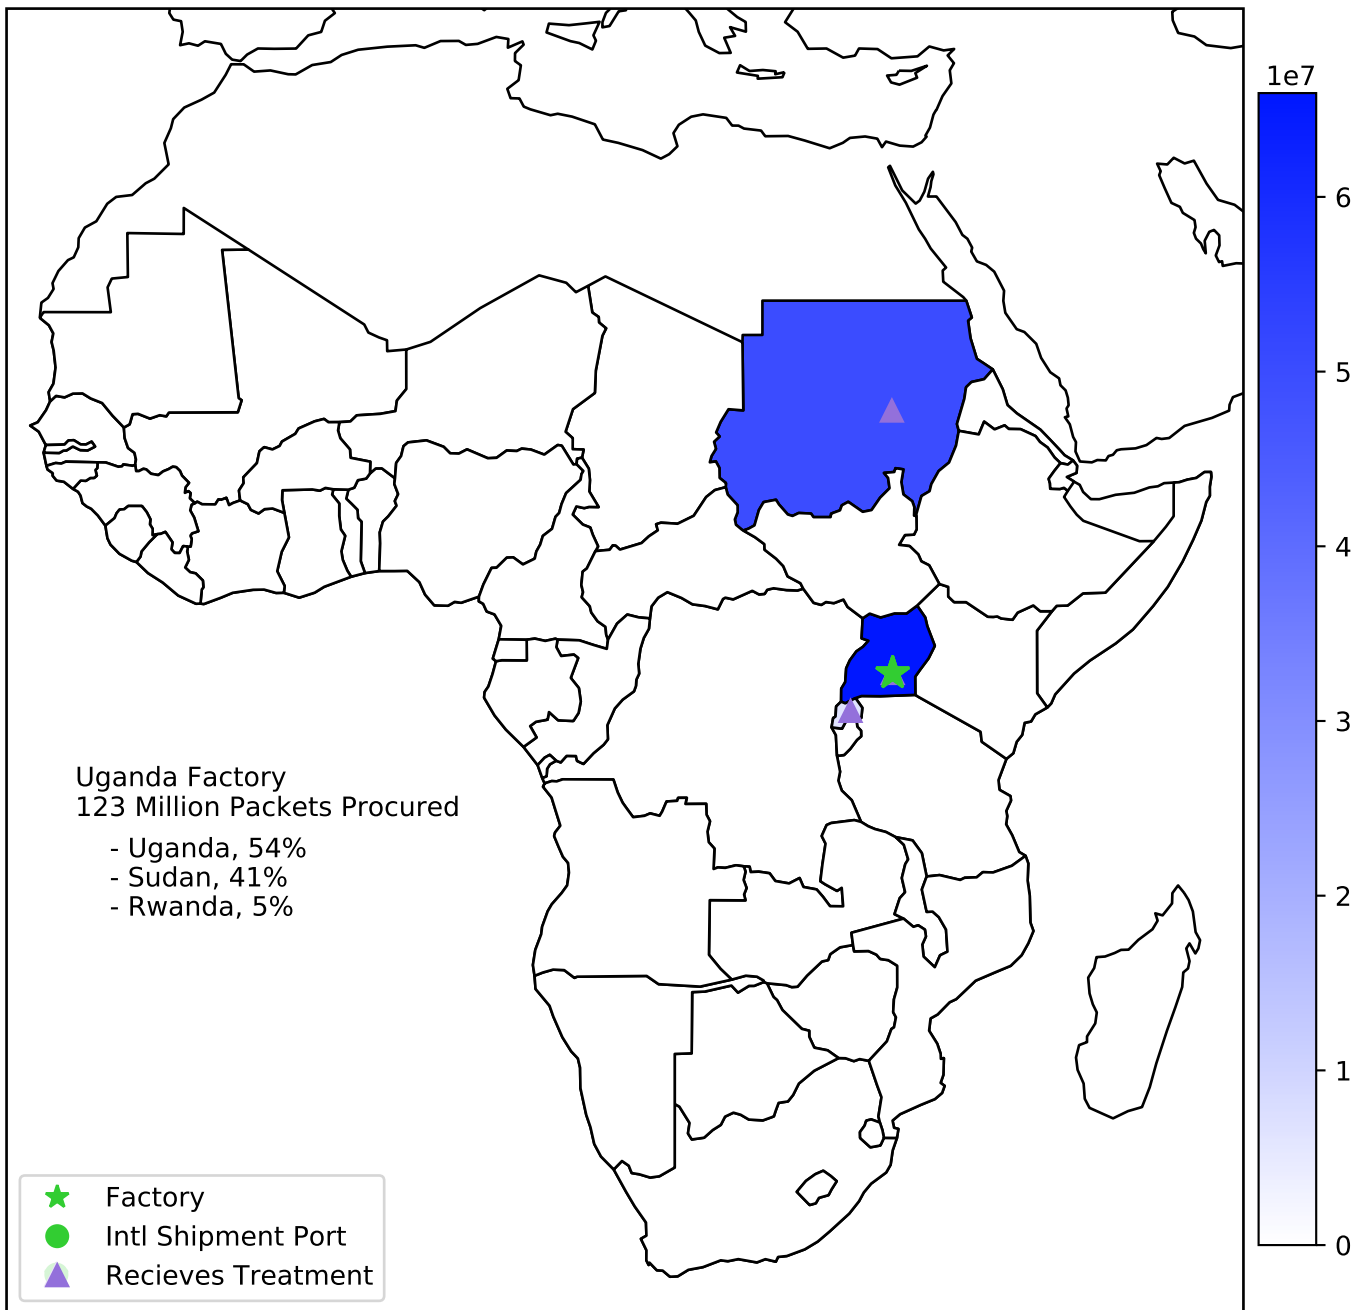 1e7
6
5
4
3
2
1
0
Uganda Factory
123 Million Packets Procured
- Uganda, 54%
- Sudan, 41%
- Rwanda, 5%
Factory
Intl Shipment Port
Recieves Treatment